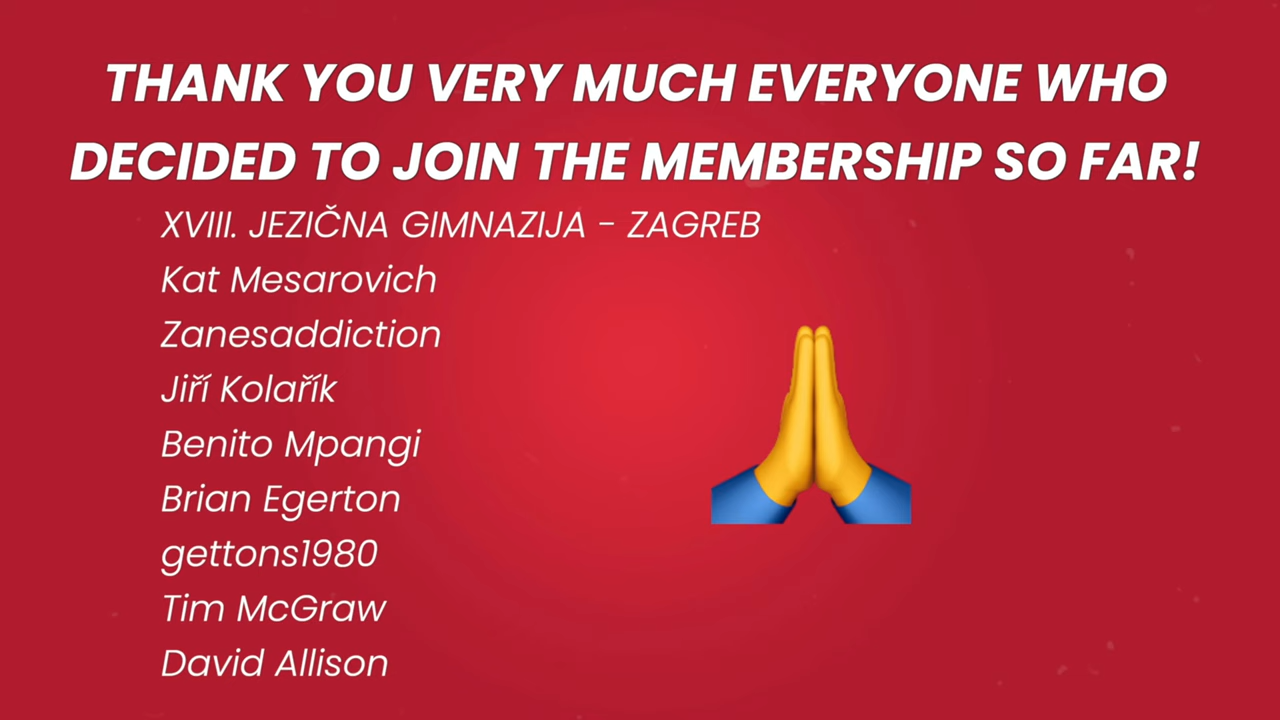 THANK YOU VERY MUCH EVERYONE WHO
DECIDED TO JOIN THE MEMBERSHIP SO FAR!
XVIII. JEZIČNA GIMNAZIJA - ZAGREB
Kat Mesarovich
Zanesaddiction
Jiří Kolařík
Benito Mpangi
Brian Egerton
gettons1980
Tim McGraw
David Allison